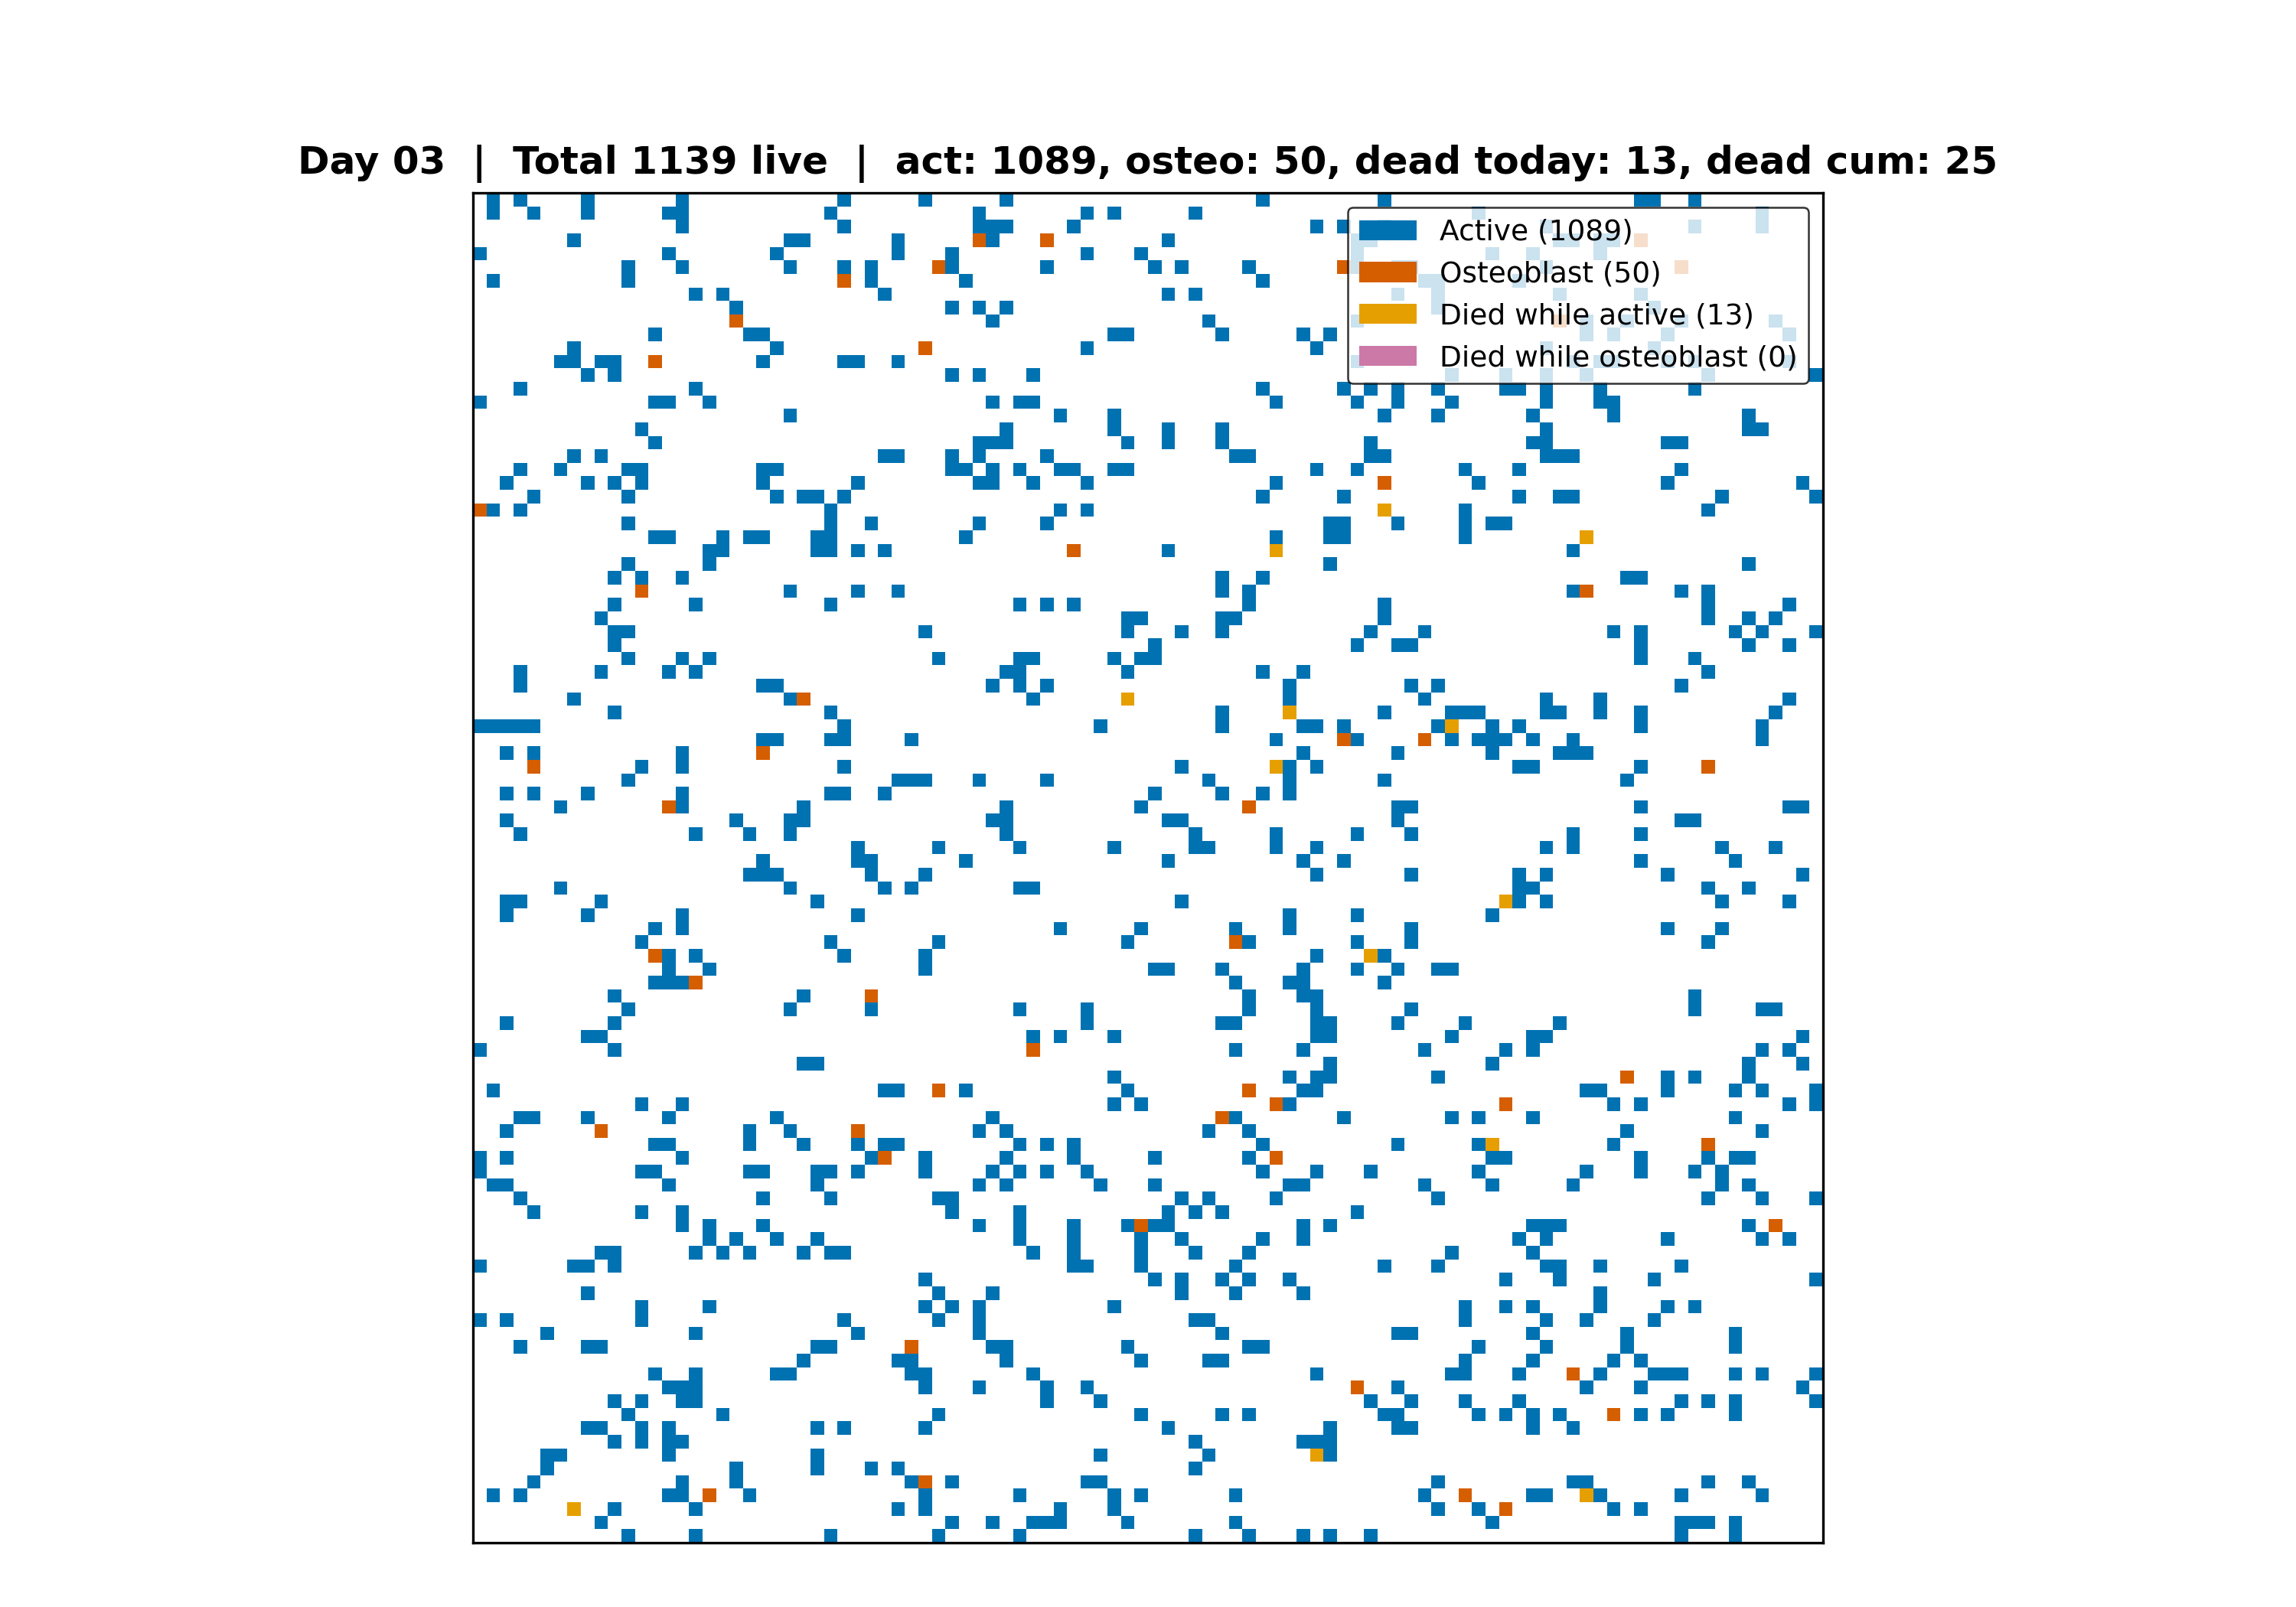 Day 03 | Total 1139 live | act: 1089, osteo: 50, dead today: 13, dead cum: 25
Active (1089)
Osteoblast (50)
Died while active (13)
Died while osteoblast (0)